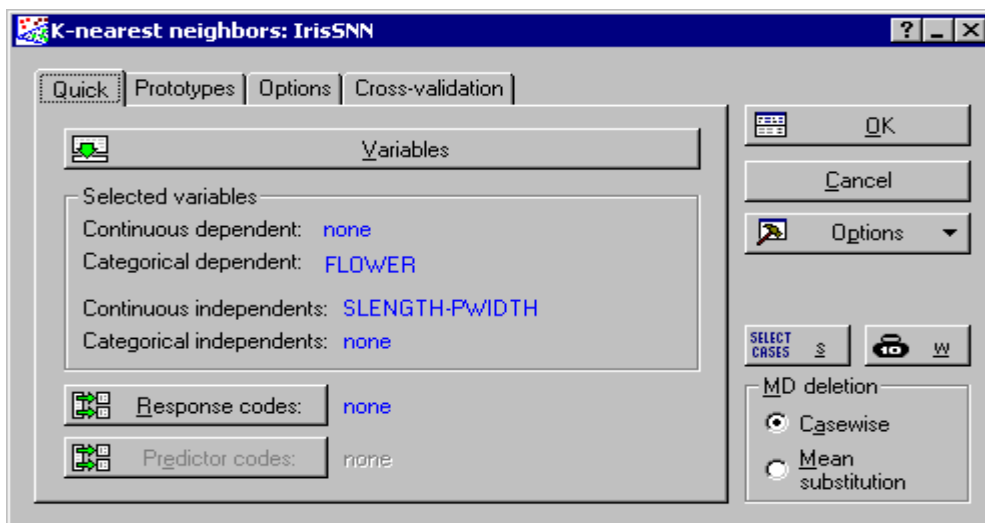 K-nearest neighbors: IrisSNN
Quick Prototypes Options Cross-validation
Variables
Selected variables
Continuous dependent: none
Categorical dependent: FLOWER
Continuous independents: SLENGTH-PWIDTH
Categorical independents: none
Response codes: none
Predictor codes: none
OK
Cancel
Options
SELECT CASES S
W
MD deletion
Casewise
Mean
substitution